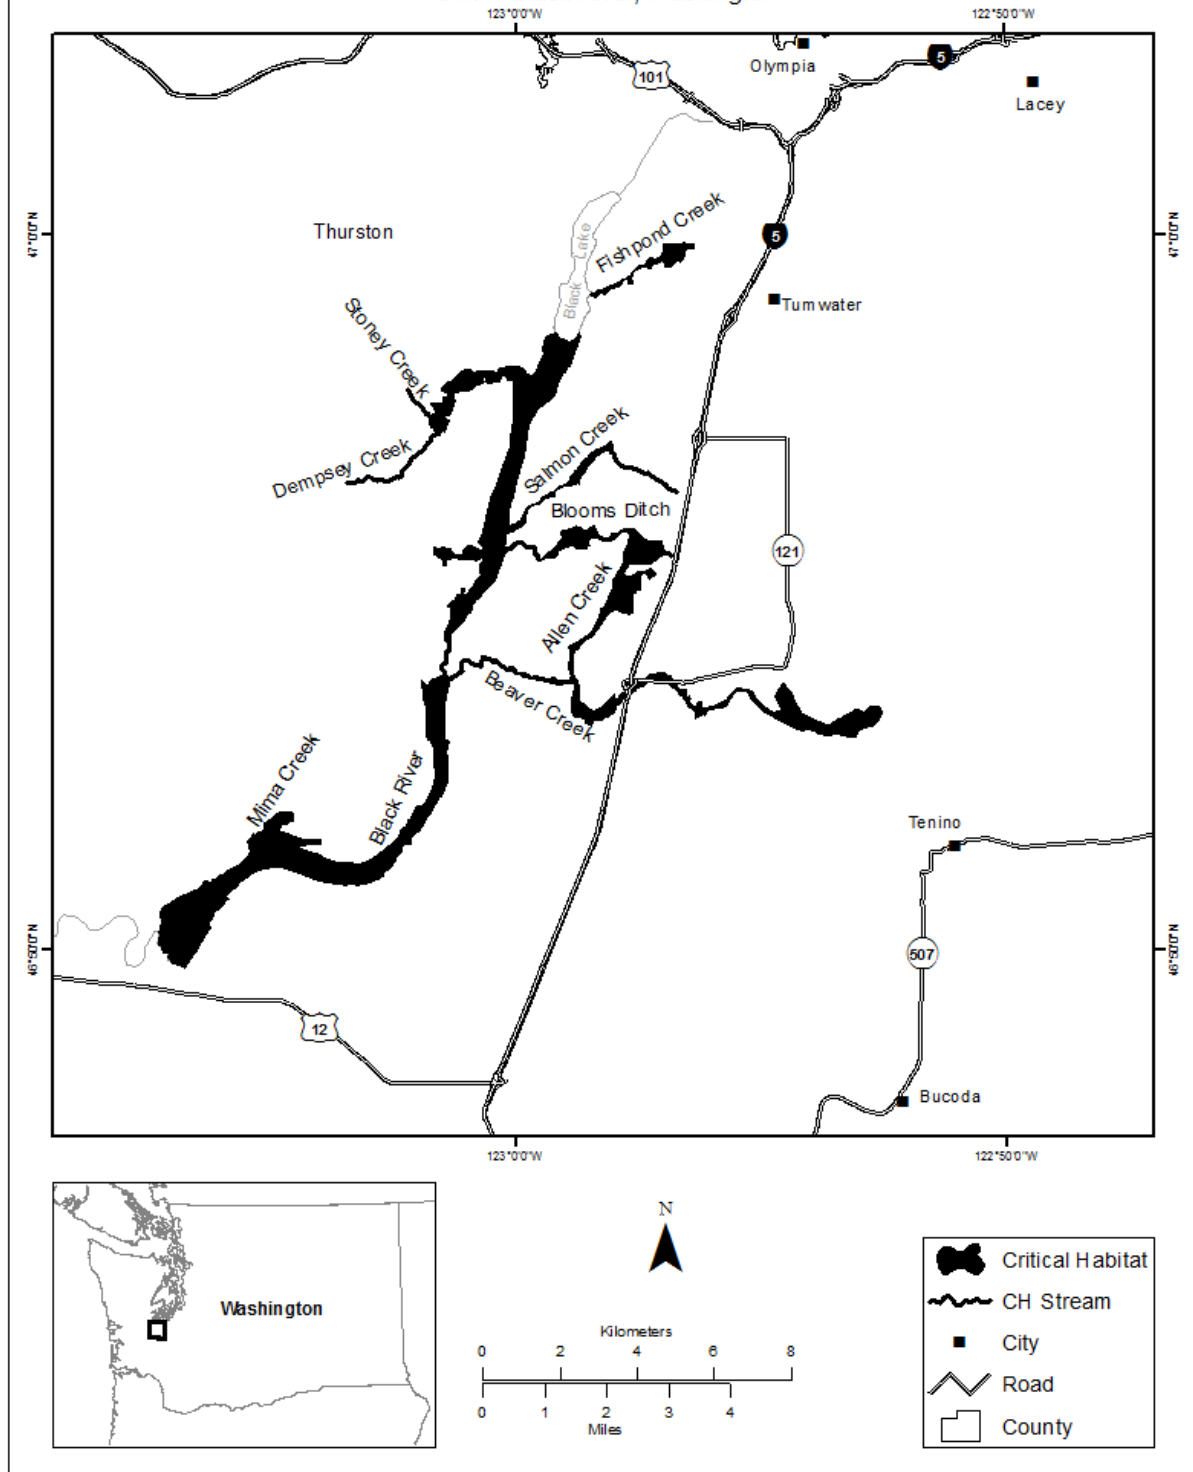 123°0'0"W
122°50'0"W
Olympia
5
101
Lacey
47°0'0"N
47°0'0"N
Thurston
Fishpond Creek
Black Lake
5
Tumwater
Stoney Creek
Dempsey Creek
Salmon Creek
Blooms Ditch
121
Allen Creek
Beaver Creek
Mima Creek
Black River
Tenino
46°50'0"N
46°50'0"N
507
12
Bucoda
123°0'0"W
122°50'0"W
Washington
N
Kilometers
0 2 4 6 8
0 1 2 3 4
Miles
Critical Habitat
CH Stream
City
Road
County